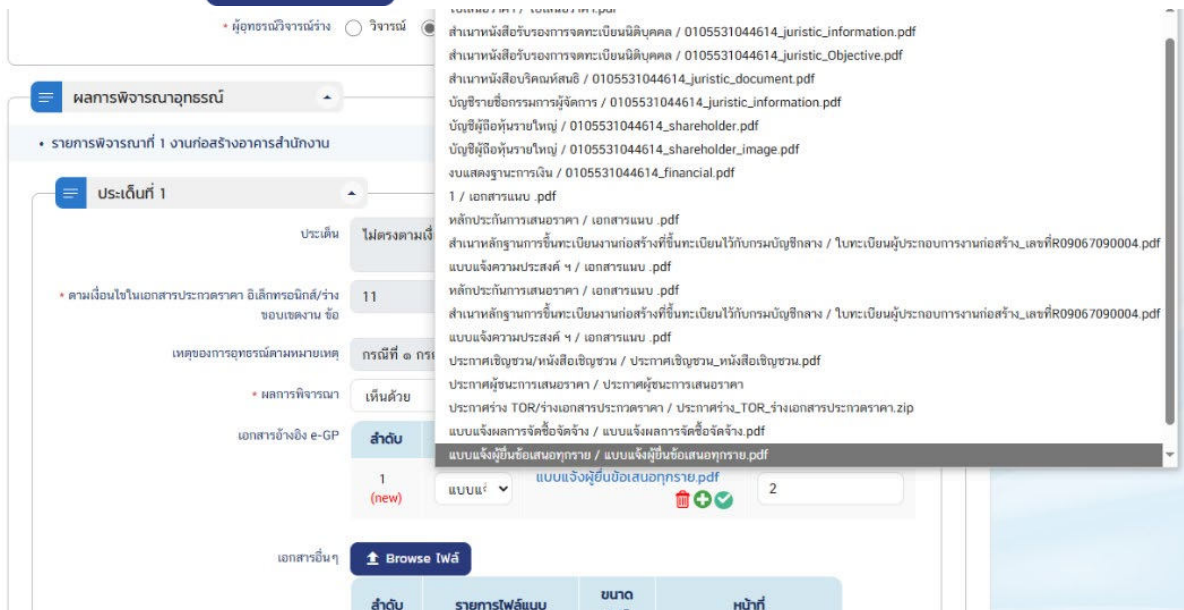 * ผู้อุทธรณ์วิจารณ์ร่าง วิจารณ์
ผลการพิจารณาอุทธรณ์
• รายการพิจารณาที่ 1 งานก่อสร้างอาคารสำนักงาน
ประเด็นที่ 1
ประเด็น ไม่ตรงตามเงื่
* ตามเงื่อนไขในเอกสารประกวดราคา อิเล็กทรอนิกส์/ร่าง
ขอบเขตงาน ข้อ 11
เหตุของการอุทธรณ์ตามหมายเหตุ กรณีที่ ๑
* ผลการพิจารณา เห็นด้วย
เอกสารอ้างอิง e-GP ลำดับ
สำเนาหนังสือรับรองการจดทะเบียนนิติบุคคล / 0105531044614_juristic_information.pdf
สำเนาหนังสือรับรองการจดทะเบียนนิติบุคคล / 0105531044614_juristic_Objective.pdf
สำเนาหนังสือบริคณห์สนธิ / 0105531044614_juristic_document.pdf
บัญชีรายชื่อกรรมการผู้จัดการ / 0105531044614_juristic_information.pdf
บัญชีผู้ถือหุ้นรายใหญ่ / 0105531044614_shareholder.pdf
บัญชีผู้ถือหุ้นรายใหญ่ / 0105531044614_shareholder_image.pdf
งบแสดงฐานะการเงิน / 0105531044614_financial.pdf
1 / เอกสารแนบ .pdf
หลักประกันการเสนอราคา / เอกสารแนบ .pdf
สำเนาหลักฐานการขึ้นทะเบียนงานก่อสร้างที่ขึ้นทะเบียนไว้กับกรมบัญชีกลาง / ใบทะเบียนผู้ประกอบการงานก่อสร้าง_เลขที่R09067090004.pdf
แบบแจ้งความประสงค์ ฯ / เอกสารแนบ .pdf
หลักประกันการเสนอราคา / เอกสารแนบ .pdf
สำเนาหลักฐานการขึ้นทะเบียนงานก่อสร้างที่ขึ้นทะเบียนไว้กับกรมบัญชีกลาง / ใบทะเบียนผู้ประกอบการงานก่อสร้าง_เลขที่R09067090004.pdf
แบบแจ้งความประสงค์ ฯ / เอกสารแนบ .pdf
ประกาศเชิญชวน/หนังสือเชิญชวน / ประกาศเชิญชวน_หนังสือเชิญชวน.pdf
ประกาศผู้ชนะการเสนอราคา / ประกาศผู้ชนะการเสนอราคา
ประกาศร่าง TOR/ร่างเอกสารประกวดราคา / ประกาศร่าง_TOR_ร่างเอกสารประกวดราคา.zip
แบบแจ้งผลการจัดซื้อจัดจ้าง / แบบแจ้งผลการจัดซื้อจัดจ้าง.pdf
แบบแจ้งผู้ยื่นข้อเสนอทุกราย / แบบแจ้งผู้ยื่นข้อเสนอทุกราย.pdf
1 แบบแจ้ แบบแจ้งผู้ยื่นข้อเสนอทุกราย.pdf 2
(new)
เอกสารอื่นๆ Browse ไฟล์
ลำดับ รายการไฟล์แนบ ขนาด หน้าที่